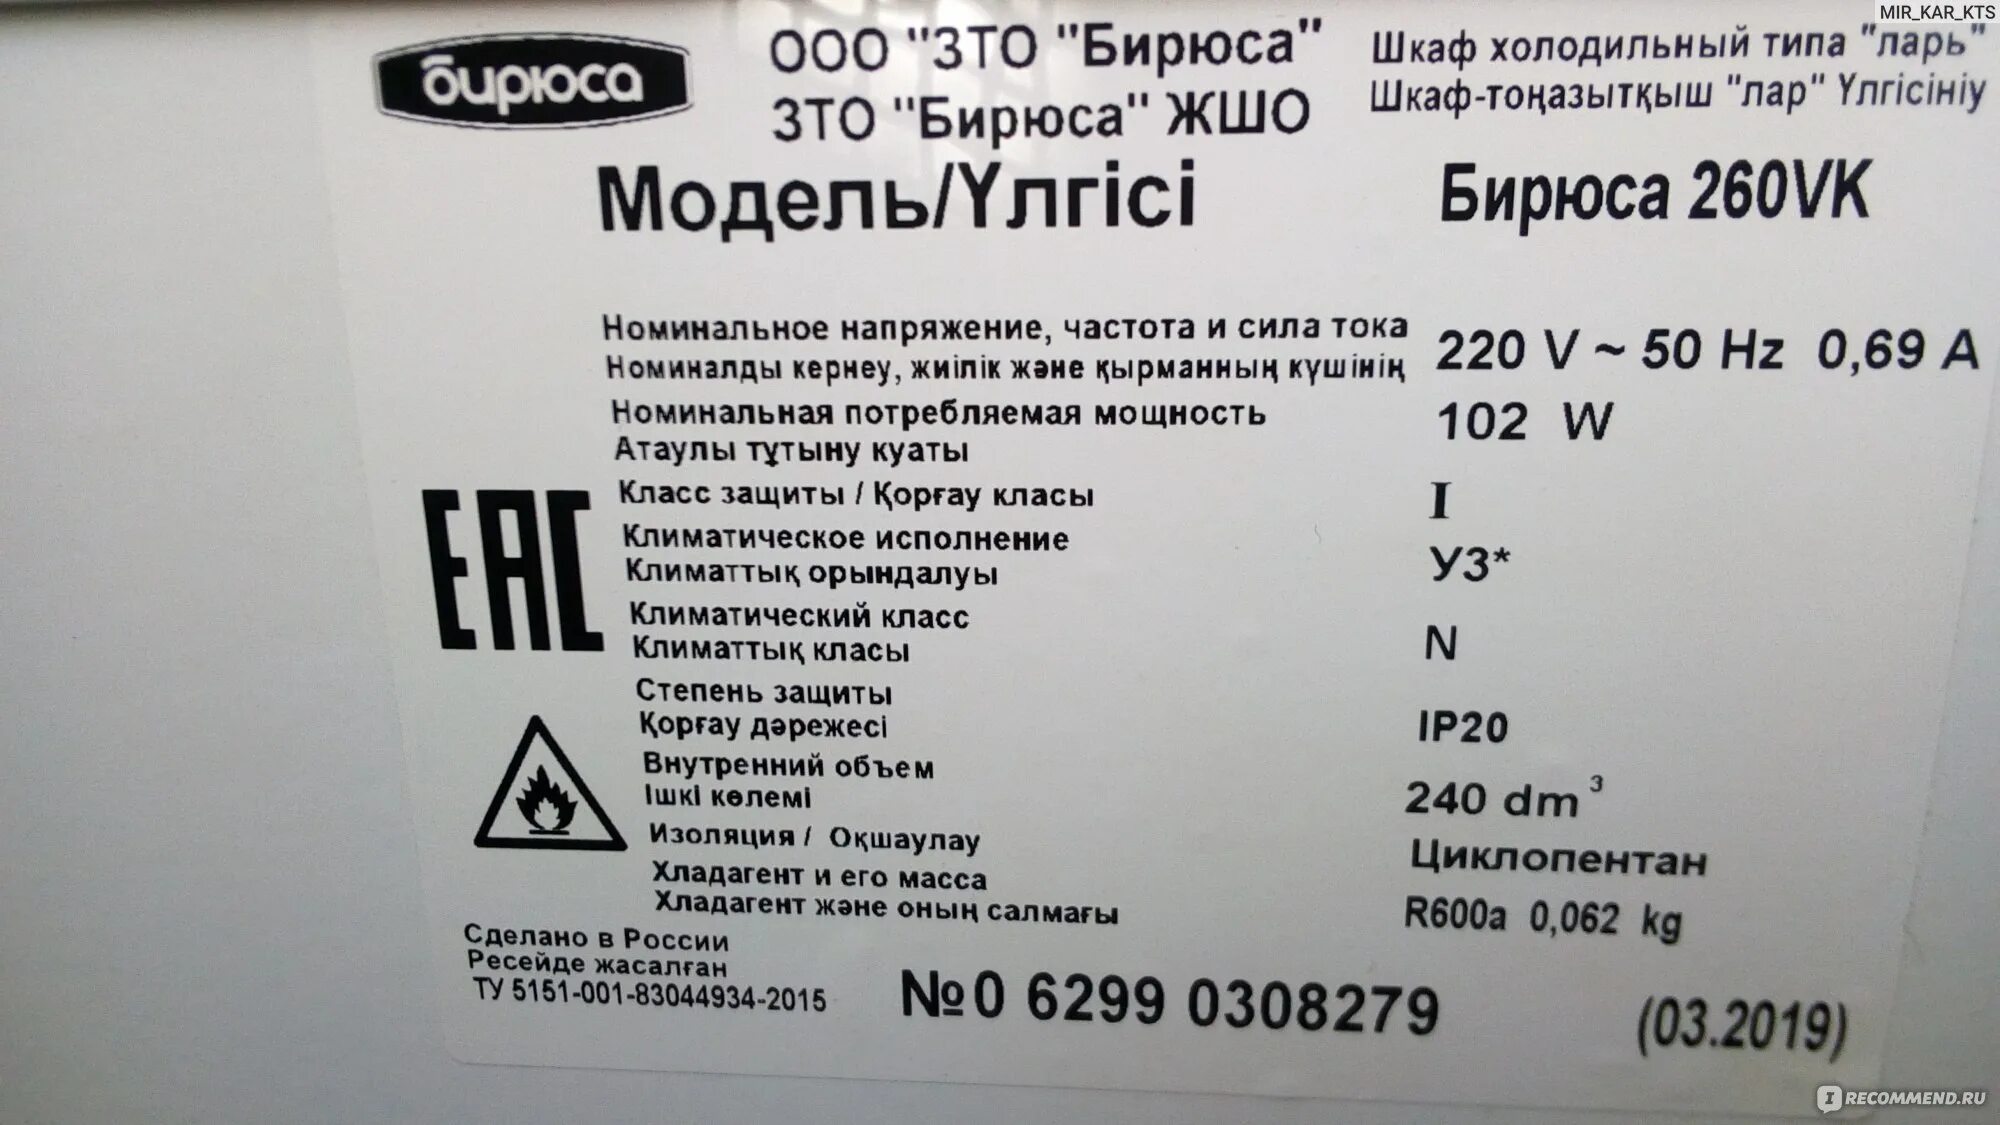 MIR_KAR_KTS
бирюса
ООО "ЗТО "Бирюса"
ЗТО "Бирюса" ЖШО
Шкаф холодильный типа "ларь"
Шкаф-тоңазытқыш "лар" Үлгісініу
Модель/Үлгісі Бирюса 260VK
Номинальное напряжение, частота и сила тока
Номиналды кернеу, жиілік және қырманның күшінің
220 V ~ 50 Hz 0,69 A
Номинальная потребляемая мощность
Атаулы тұтыну куаты
102 W
Класс защиты / Қорғау класы I
Климатическое исполнение
Климаттық орындалуы
У3*
Климатический класс
Климаттық класы
N
Степень защиты
Қорғау дәрежесі
IP20
Внутренний объем
Ішкі көлемі
240 dm³
Изоляция / Оқшаулау Циклопентан
Хладагент и его масса
Хладагент және оның салмағы
R600a 0,062 kg
EAC
Сделано в России
Ресейде жасалған
ТУ 5151-001-83044934-2015
№0 6299 0308279
(03.2019)
IRECOMMEND.RU